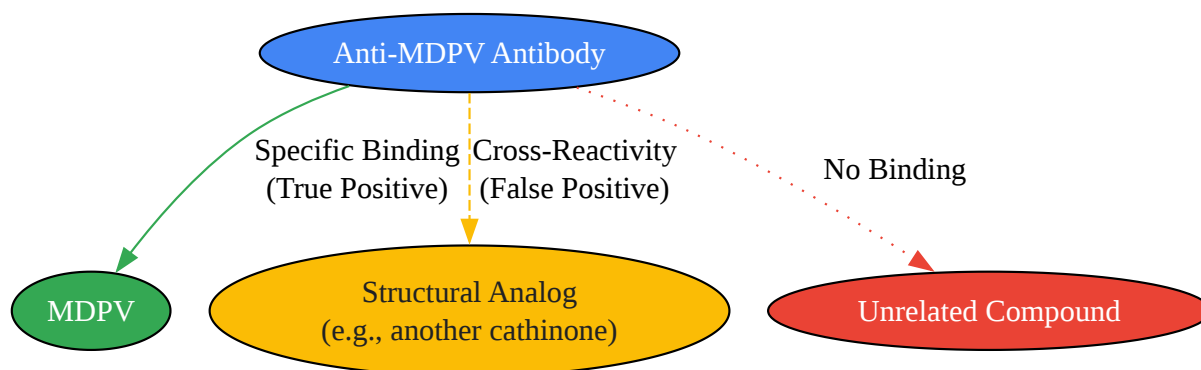 Anti-MDPV Antibody
Specific Binding
(True Positive)
Cross-Reactivity
(False Positive)
No Binding
MDPV
Structural Analog
(e.g., another cathinone)
Unrelated Compound